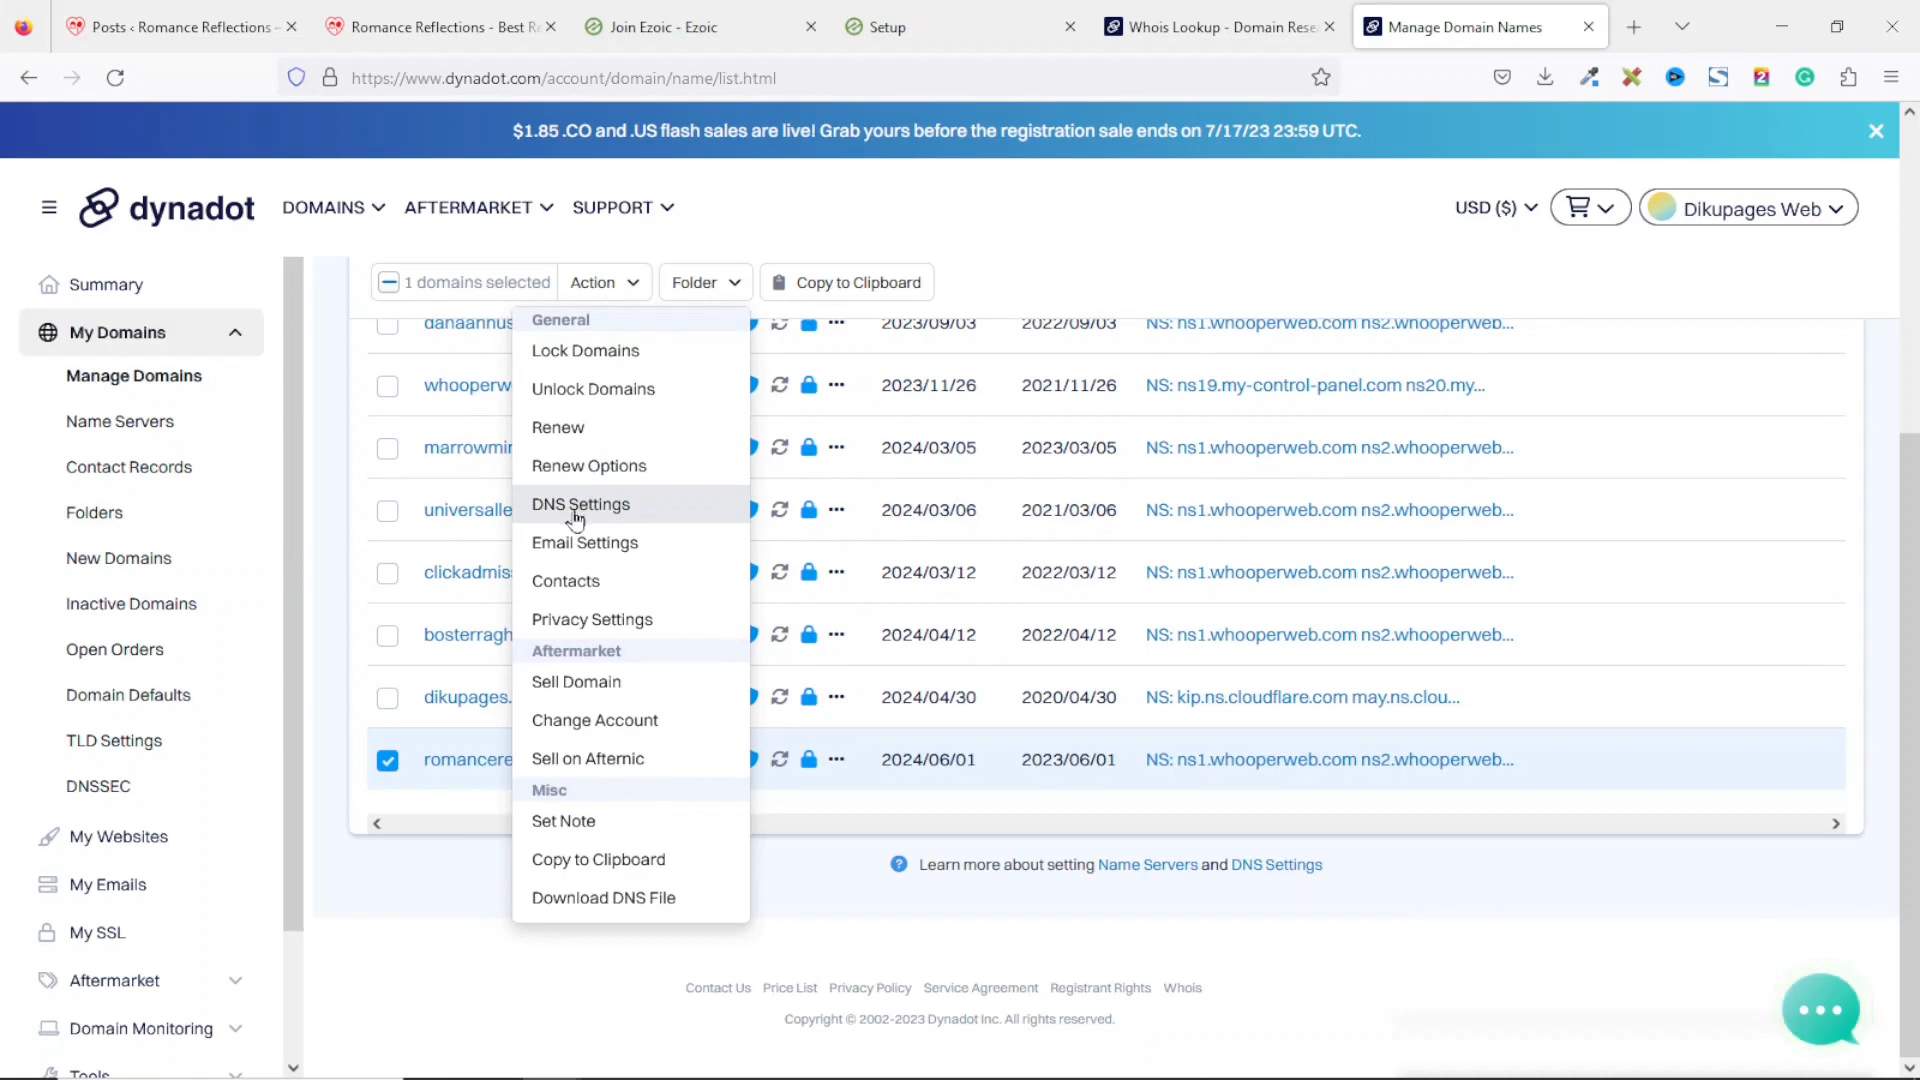 Posts ‹ Romance Reflections –
Romance Reflections - Best Re
Join Ezoic - Ezoic
Setup
Whois Lookup - Domain Rese
Manage Domain Names
https://www.dynadot.com/account/domain/name/list.html
$1.85 .CO and .US flash sales are live! Grab yours before the registration sale ends on 7/17/23 23:59 UTC.
dynadot
DOMAINS
AFTERMARKET
SUPPORT
USD ($)
Dikupages Web
Summary
My Domains
Manage Domains
Name Servers
Contact Records
Folders
New Domains
Inactive Domains
Open Orders
Domain Defaults
TLD Settings
DNSSEC
My Websites
My Emails
My SSL
Aftermarket
Domain Monitoring
Tools
1 domains selected
Action
Folder
Copy to Clipboard
General
Lock Domains
Unlock Domains
Renew
Renew Options
DNS Settings
Email Settings
Contacts
Privacy Settings
Aftermarket
Sell Domain
Change Account
Sell on Afternic
Misc
Set Note
Copy to Clipboard
Download DNS File
danaannus 2023/09/03 2022/09/03 NS: ns1.whooperweb.com ns2.whooperweb...
whooperw 2023/11/26 2021/11/26 NS: ns19.my-control-panel.com ns20.my...
marrowmir 2024/03/05 2023/03/05 NS: ns1.whooperweb.com ns2.whooperweb...
universalle 2024/03/06 2021/03/06 NS: ns1.whooperweb.com ns2.whooperweb...
clickadmis 2024/03/12 2022/03/12 NS: ns1.whooperweb.com ns2.whooperweb...
bosterragh 2024/04/12 2022/04/12 NS: ns1.whooperweb.com ns2.whooperweb...
dikupages. 2024/04/30 2020/04/30 NS: kip.ns.cloudflare.com may.ns.clou...
romancere 2024/06/01 2023/06/01 NS: ns1.whooperweb.com ns2.whooperweb...
Learn more about setting Name Servers and DNS Settings
Contact Us Price List Privacy Policy Service Agreement Registrant Rights Whois
Copyright © 2002-2023 Dynadot Inc. All rights reserved.